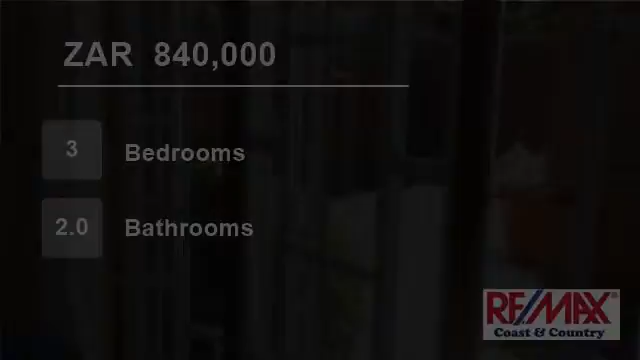 ZAR 840,000
3
Bedrooms
2.0
Bathrooms
RE/MAX®
Coast & Country